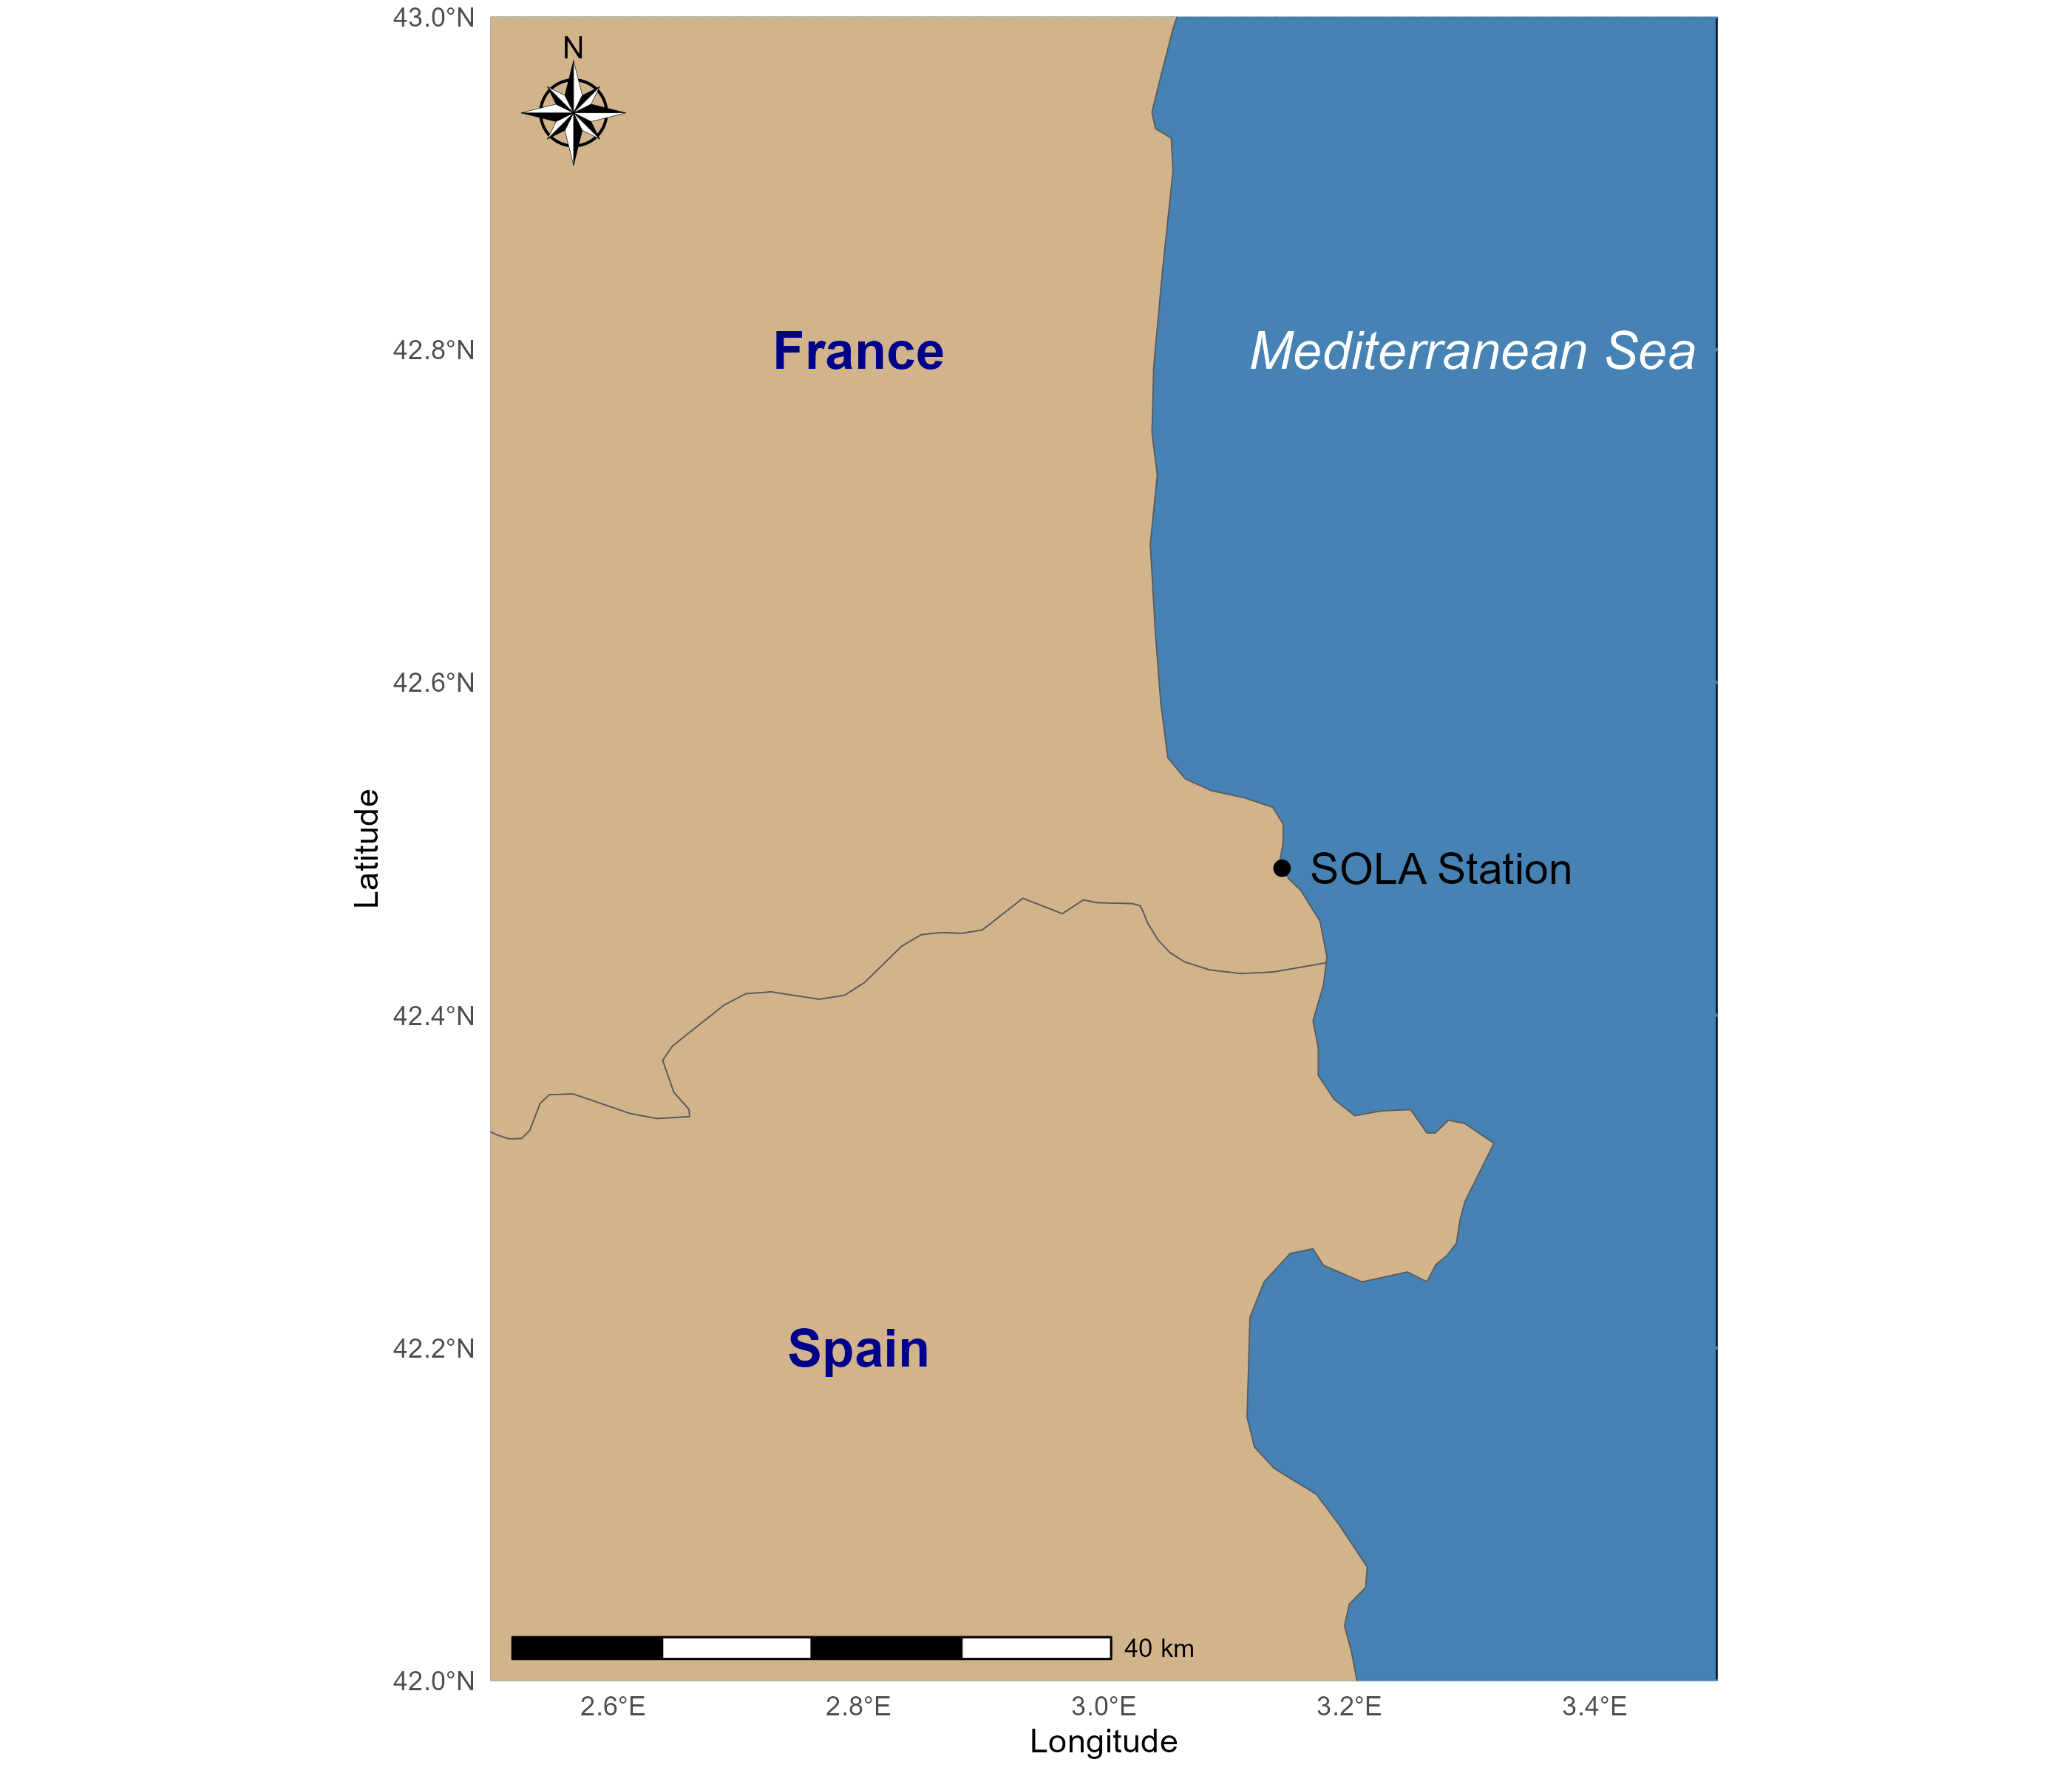 43.0°N
N
42.8°N
France
Mediterranean Sea
42.6°N
Latitude
SOLA Station
42.4°N
42.2°N
Spain
40 km
42.0°N
2.6°E
2.8°E
3.0°E
3.2°E
3.4°E
Longitude